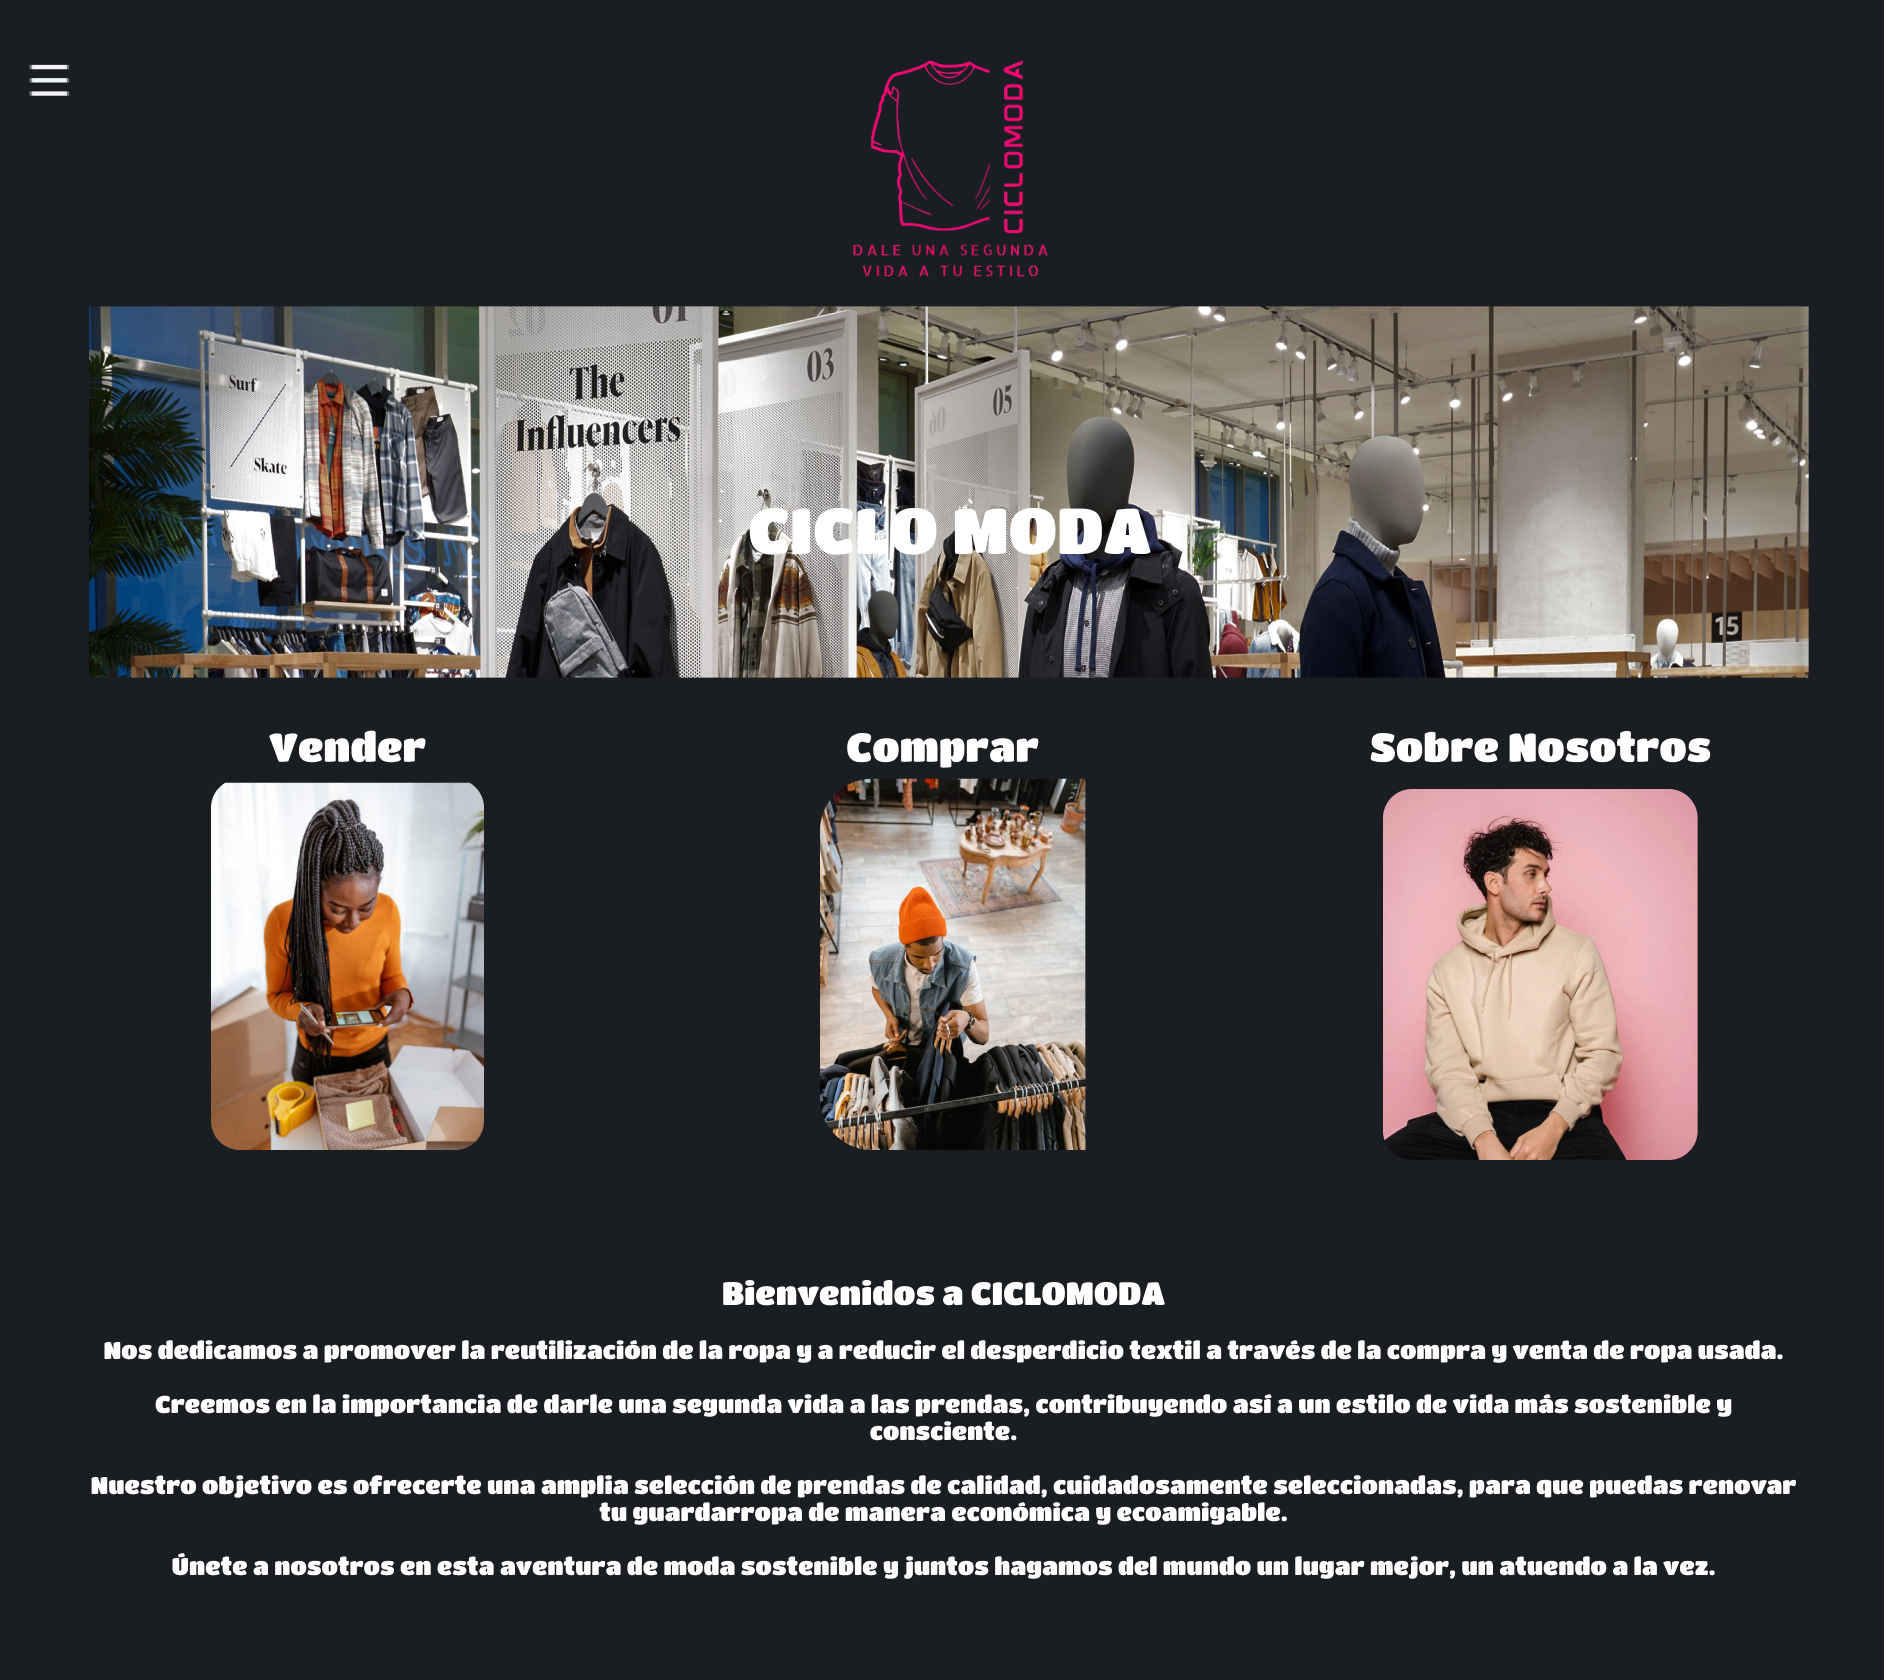 CICLOMODA
DALE UNA SEGUNDA
VIDA A TU ESTILO
01
The
Influencers
03
05
Surf
Skate
CICLO MODA
15
Vender
Comprar
Sobre Nosotros
Bienvenidos a CICLOMODA
Nos dedicamos a promover la reutilización de la ropa y a reducir el desperdicio textil a través de la compra y venta de ropa usada.
Creemos en la importancia de darle una segunda vida a las prendas, contribuyendo así a un estilo de vida más sostenible y
consciente.
Nuestro objetivo es ofrecerte una amplia selección de prendas de calidad, cuidadosamente seleccionadas, para que puedas renovar
tu guardarropa de manera económica y ecoamigable.
Únete a nosotros en esta aventura de moda sostenible y juntos hagamos del mundo un lugar mejor, un atuendo a la vez.